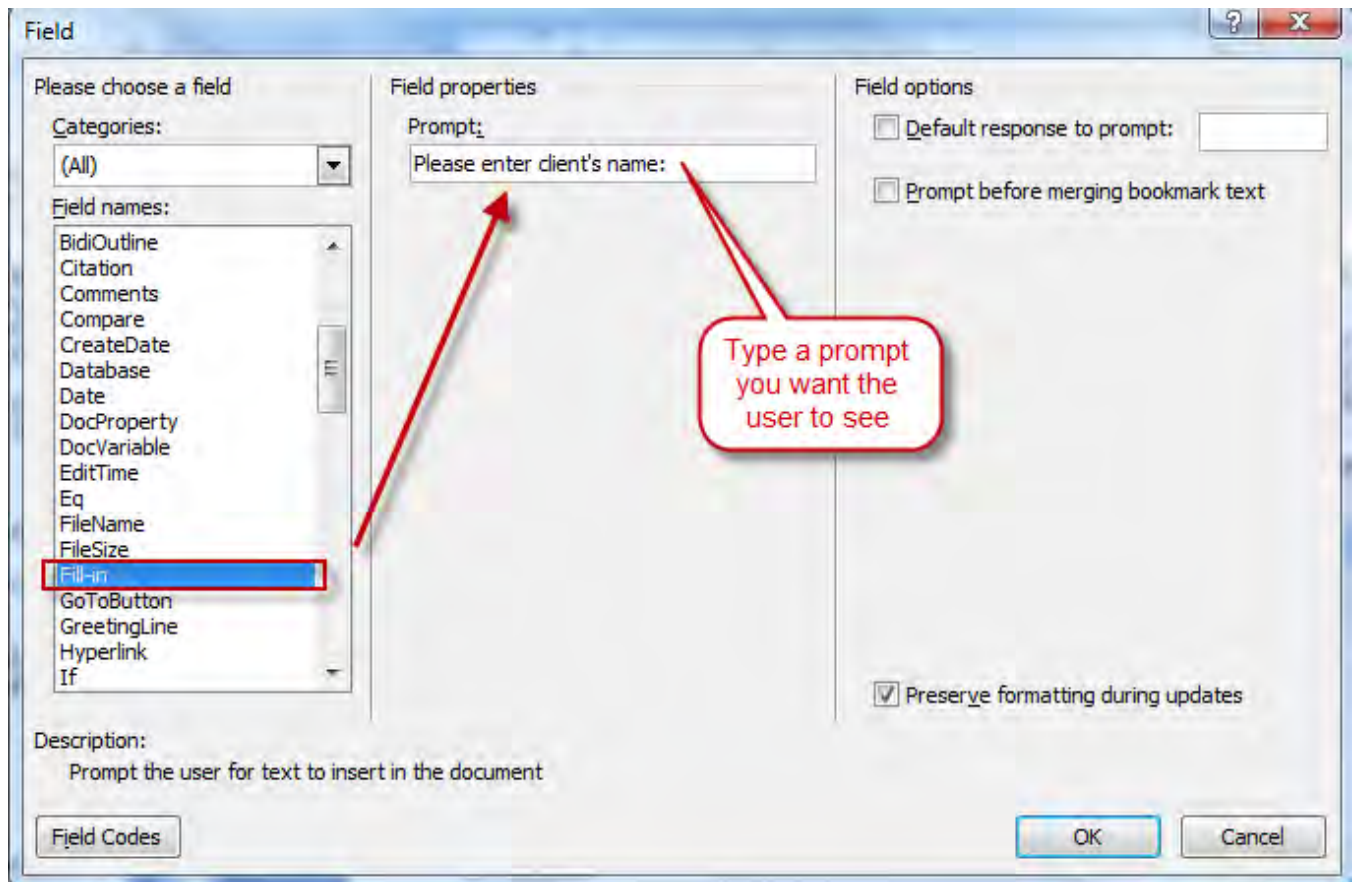 Field
Please choose a field
Categories:
(All)
Field names:
BidiOutline
Citation
Comments
Compare
CreateDate
Database
Date
DocProperty
DocVariable
EditTime
Eq
FileName
FileSize
Fill-in
GoToButton
GreetingLine
Hyperlink
If
Field properties
Prompt:
Please enter client's name:
Type a prompt
you want the
user to see
Field options
Default response to prompt:
Prompt before merging bookmark text
Preserve formatting during updates
Description:
Prompt the user for text to insert in the document
Field Codes
OK
Cancel